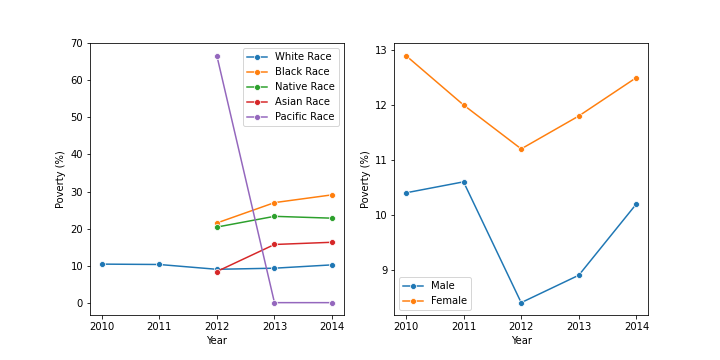 70
60
50
40
30
20
10
0
Poverty (%)
2010 2011 2012 2013 2014
Year
White Race
Black Race
Native Race
Asian Race
Pacific Race
13
12
11
10
9
Poverty (%)
2010 2011 2012 2013 2014
Year
Male
Female